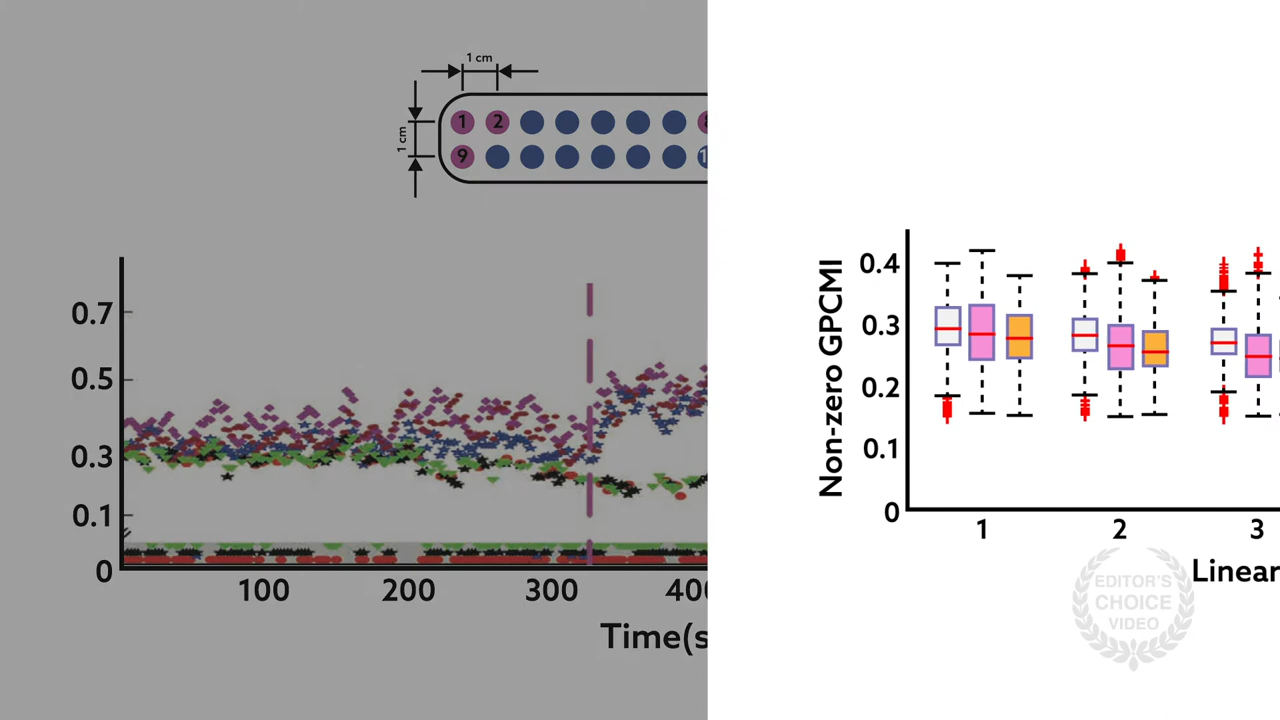 1 cm
1 cm
1 2
9
0.7
0.5
0.3
0.1
0
100 200 300
Time(s
Non-zero GPCMI
0.4
0.3
0.2
0.1
0
1 2 3
Linear
EDITOR'S
CHOICE
VIDEO